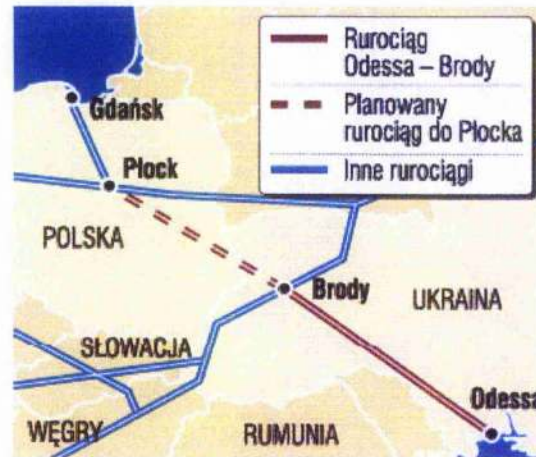 Rurociąg
Odessa – Brody
Planowany
rurociąg do Płocka
Inne rurociągi
Gdańsk
Płock
POLSKA
Brody
UKRAINA
SŁOWACJA
Odessa
WĘGRY
RUMUNIA